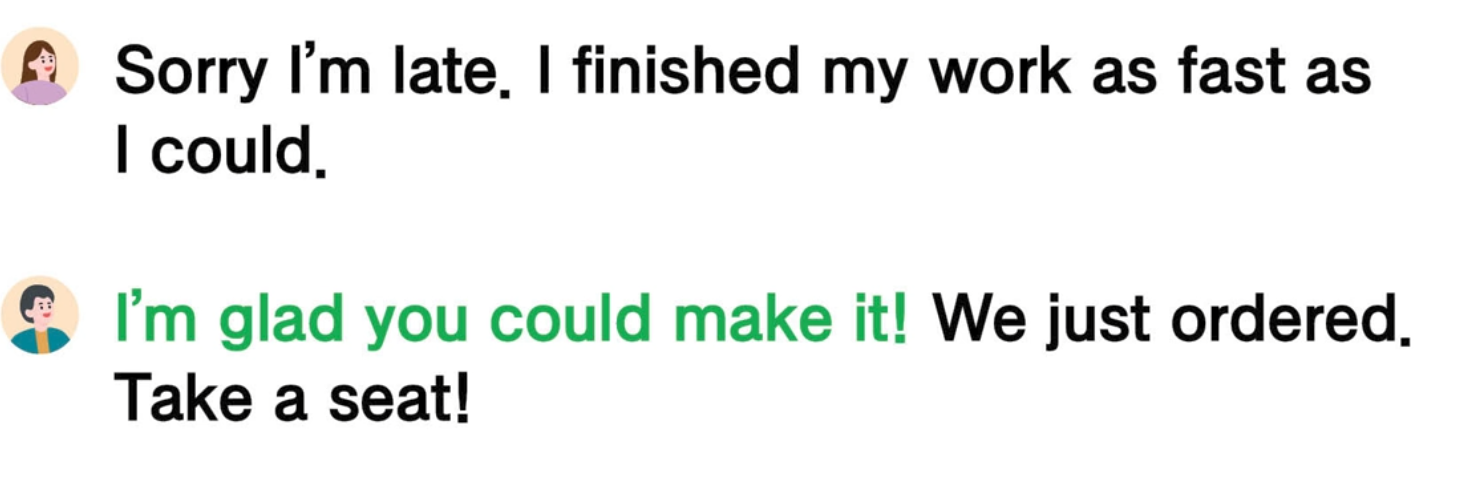 Sorry I'm late. I finished my work as fast as
I could.
I'm glad you could make it! We just ordered.
Take a seat!